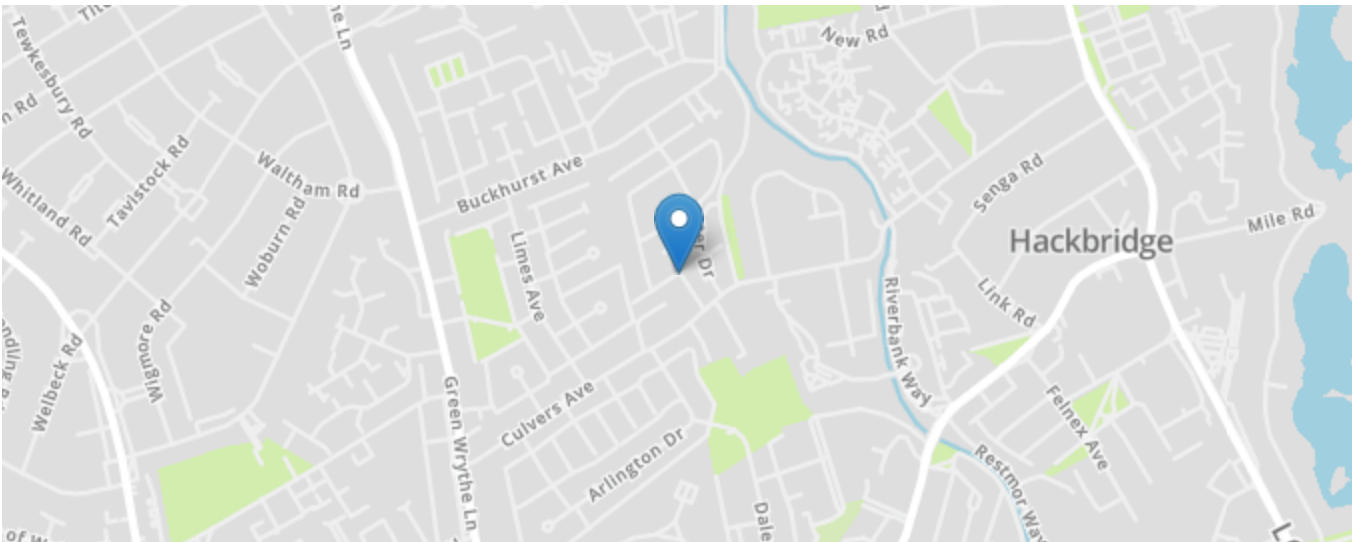 Tewkesbury Rd
New Rd
Tavistock Rd
Waltham Rd
Buckhurst Ave
Senga Rd
Whitland Rd
Woburn Rd
Limes Ave
Mile Rd
Hackbridge
Link Rd
Riverbank Way
Wigmore Rd
Welbeck Rd
Green Wrythe Ln
Culvers Ave
Felnex Ave
Arlington Dr
Restmor Way
Dale